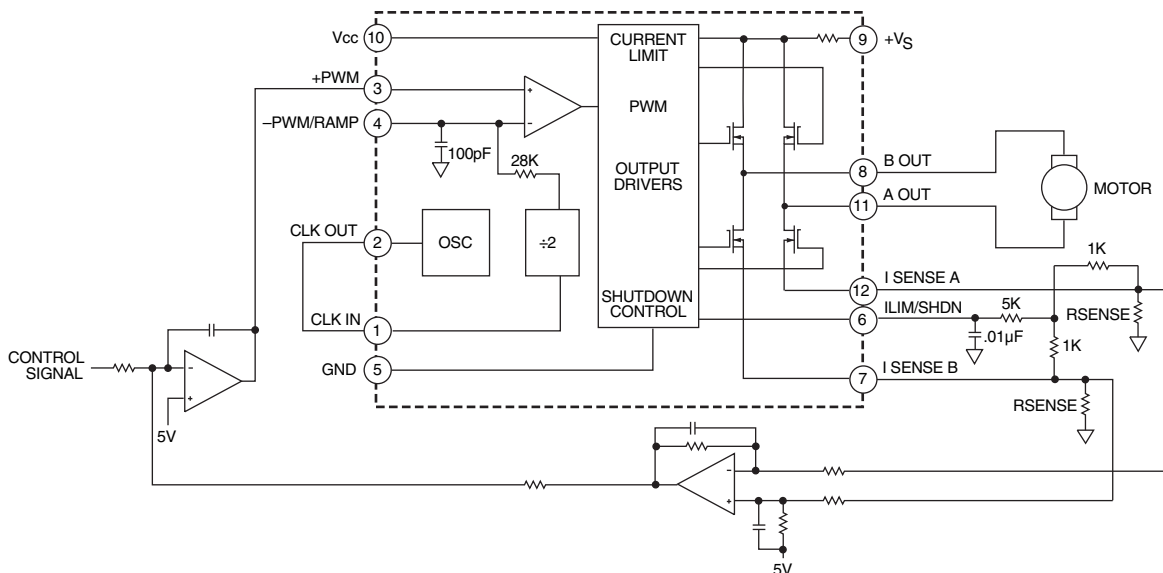 Vcc
10
CURRENT
LIMIT
9
+VS
+PWM
3
+
PWM
–PWM/RAMP
4
–
100pF
28K
OUTPUT
DRIVERS
8
B OUT
11
A OUT
MOTOR
CLK OUT
2
OSC
÷2
1K
12
I SENSE A
SHUTDOWN
CONTROL
6
ILIM/SHDN
5K
RSENSE
CLK IN
1
.01µF
1K
CONTROL
SIGNAL
–
+
GND
5
7
I SENSE B
5V
RSENSE
–
+
5V